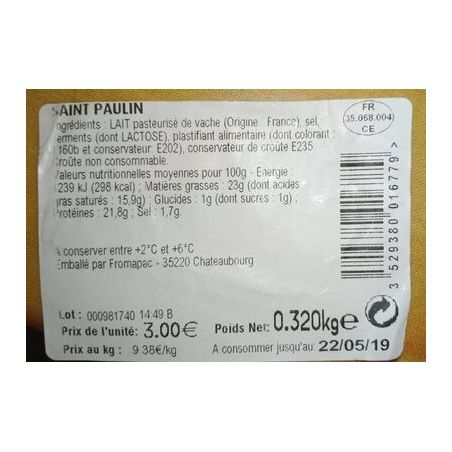 SAINT PAULIN
ngrédients : LAIT pasteurisé de vache (Origine France), sel,
erments (dont LACTOSE), plastifiant alimentaire (dont colorant :
160b et conservateur: E202), conservateur de croûte E235
Croûte non consommable.
Valeurs nutritionnelles moyennes pour 100g - Energie :
239 kJ (298 kcal) ; Matières grasses : 23g (dont acides
gras saturés : 15,9g) ; Glucides : 1g (dont sucres : 1g) ;
Protéines : 21,8g ; Sel : 1,7g.
A conserver entre +2°C et +6°C
Emballé par Fromapac - 35220 Chateaubourg
Lot : 000981740 14:49 B
Prix de l'unité: 3.00€ Poids Net: 0.320kg e
Prix au kg : 9.38€/kg A consommer jusqu'au: 22/05/19
FR
35.068.004
CE
3 529380 016779 >